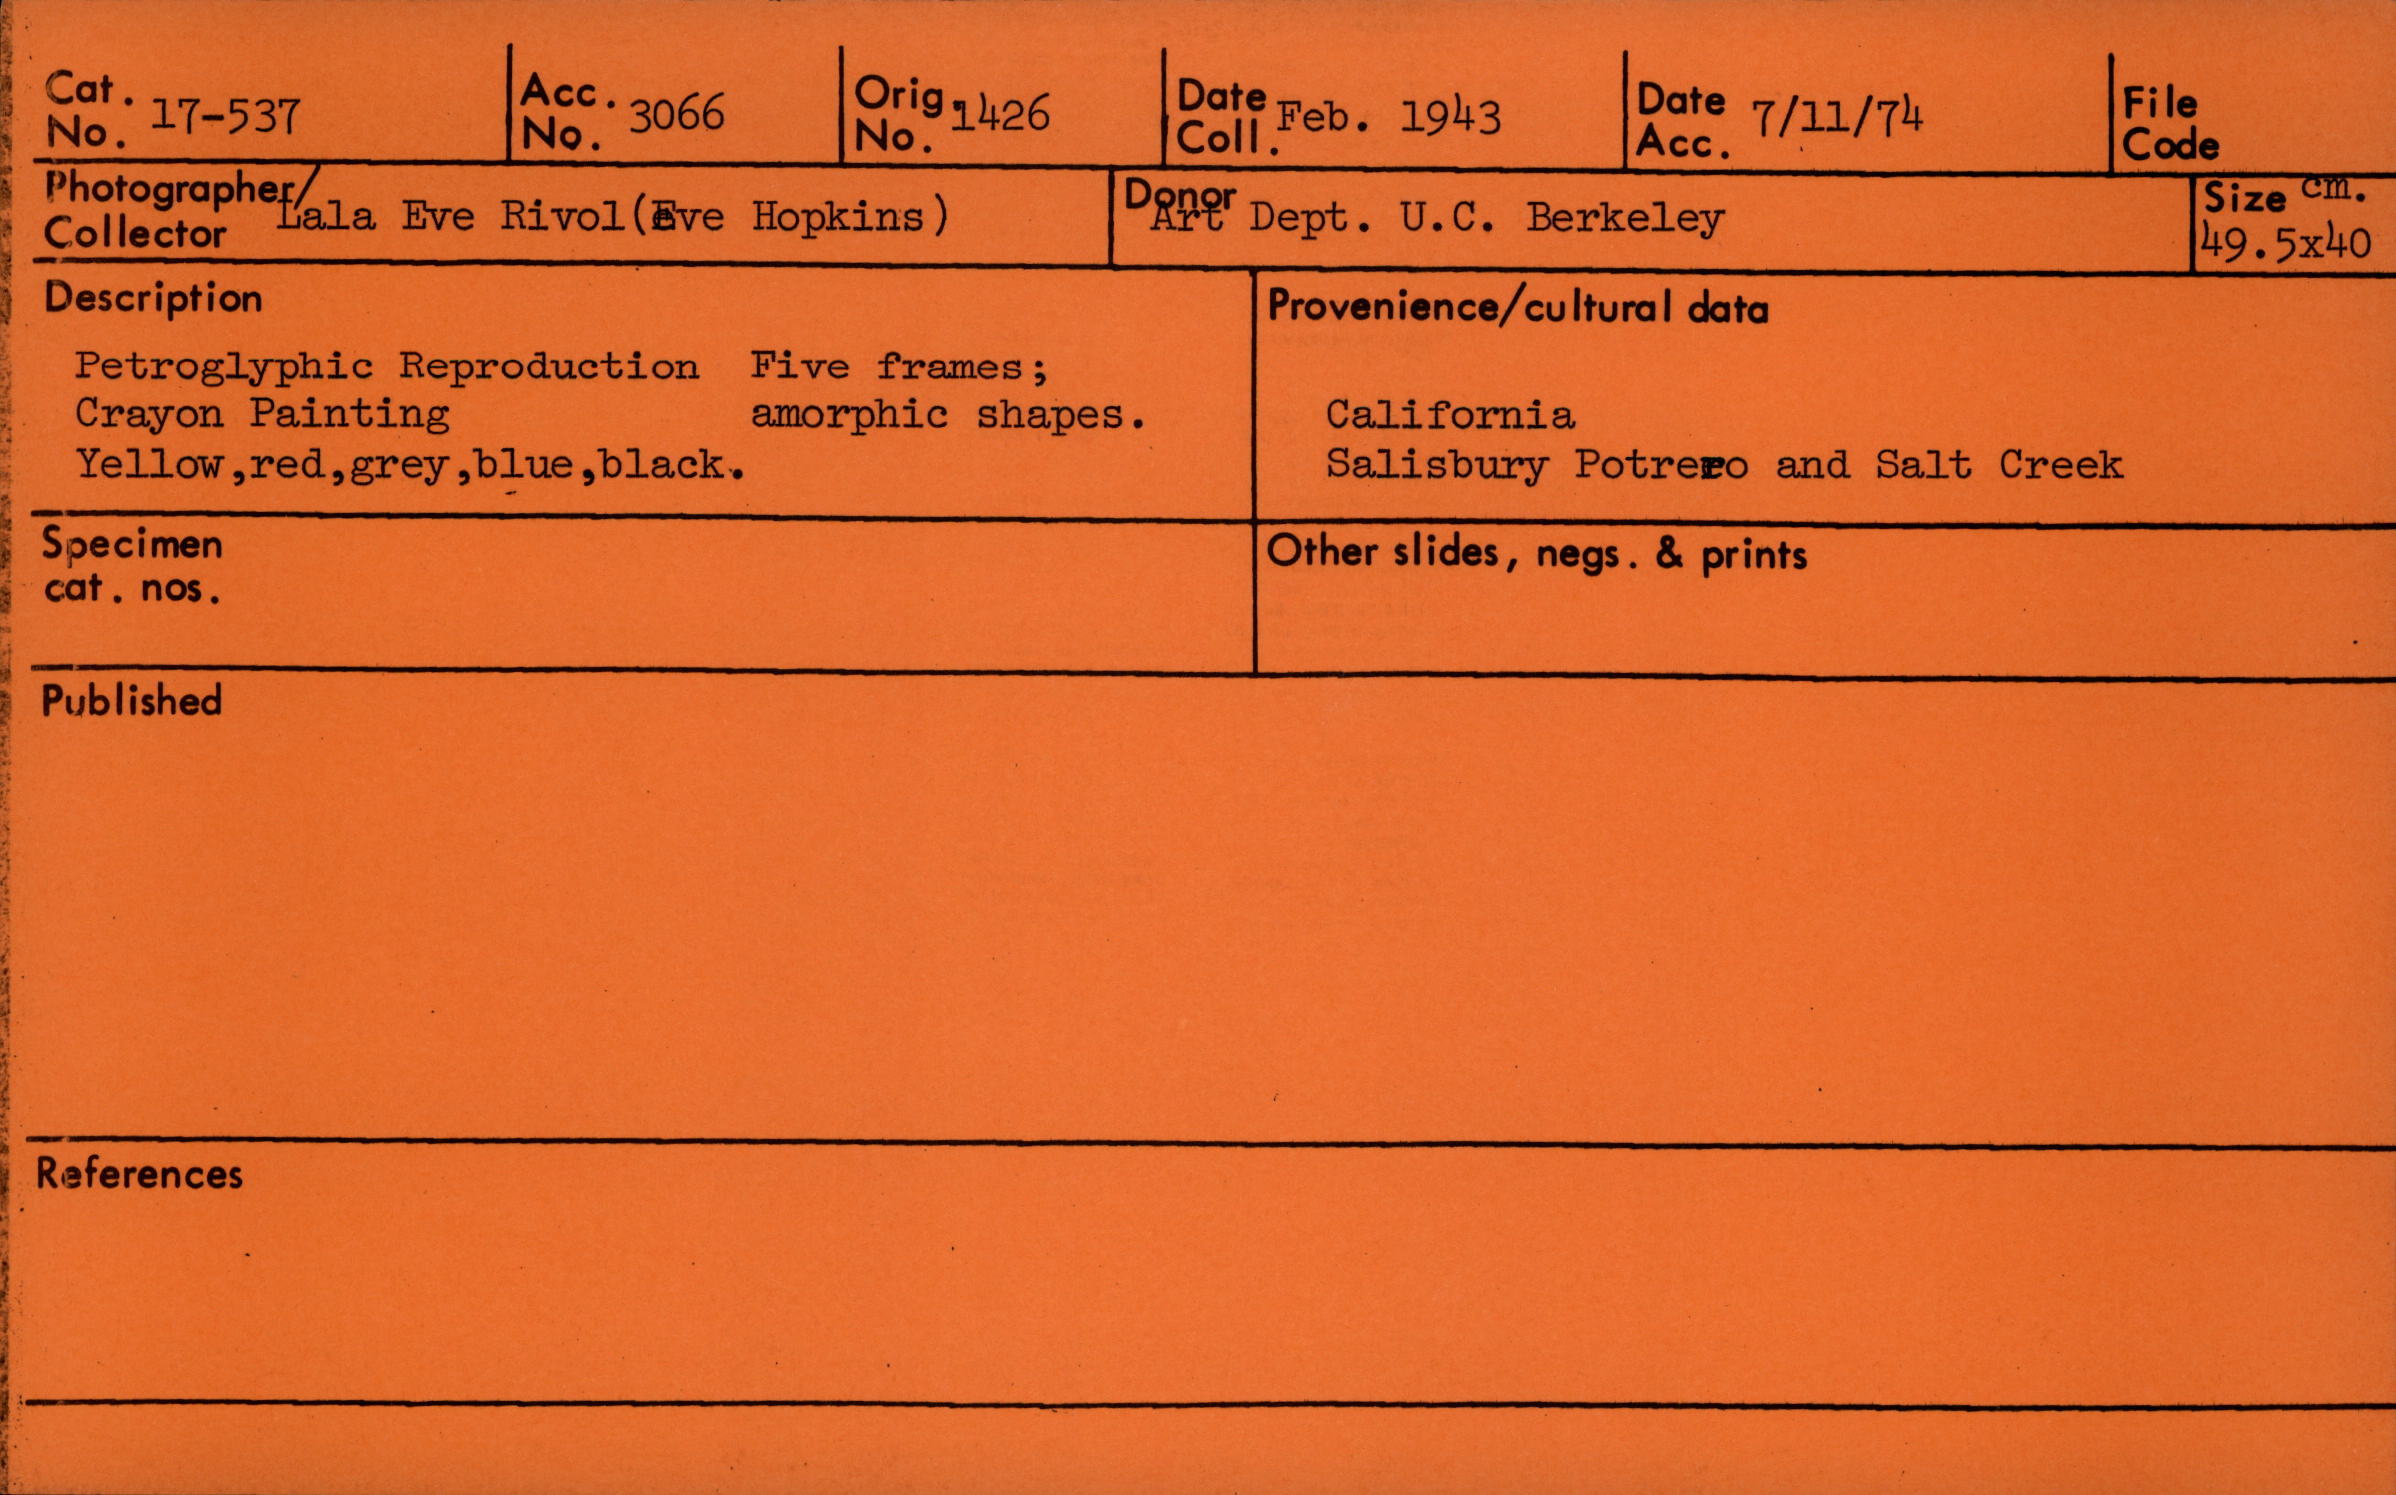 Cat. No. 17-537 Acc. No. 3066 Orig. No. 1426 Date Coll. Feb. 1943 Date Acc. 7/11/74 File Code
Photographer/ Collector Lala Eve Rivol(Eve Hopkins) Donor Art Dept. U.C. Berkeley Size cm. 49.5x40
Description
Petroglyphic Reproduction Five frames;
Crayon Painting amorphic shapes.
Yellow,red,grey,blue,black.
Provenience/cultural data
California
Salisbury Potrero and Salt Creek
Specimen
cat. nos.
Other slides, negs. & prints
Published
References